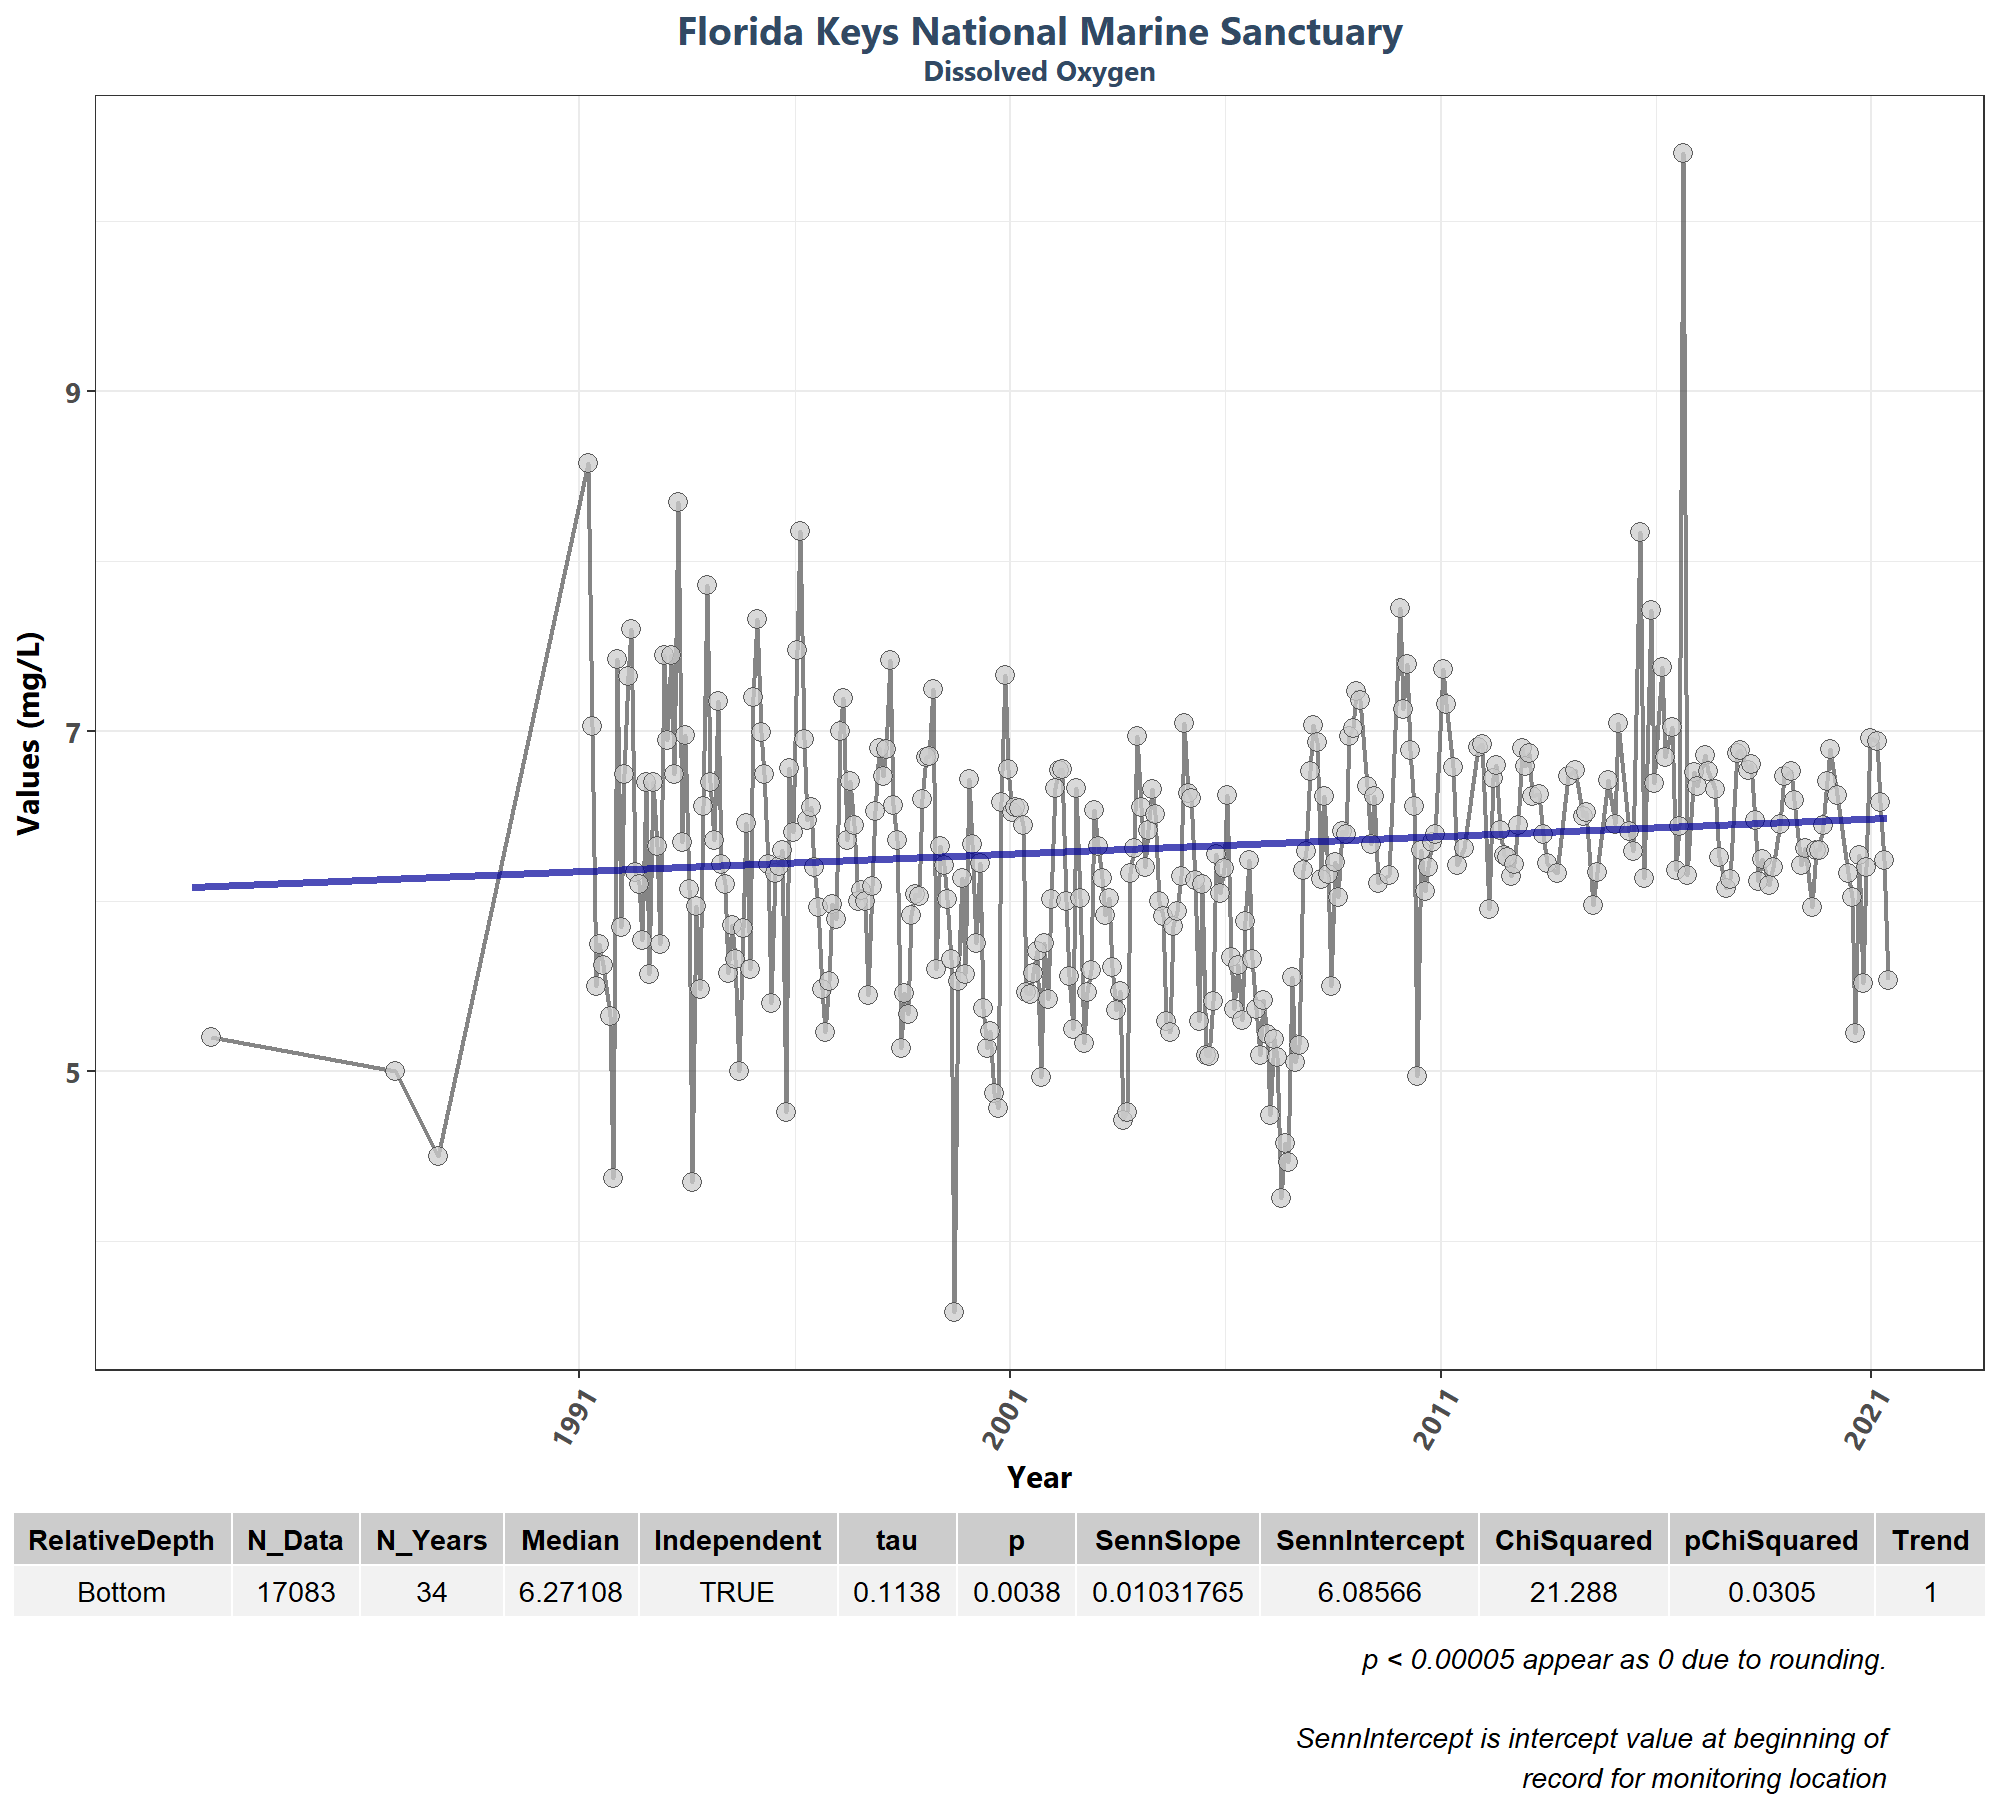 Florida Keys National Marine Sanctuary
Dissolved Oxygen
Values (mg/L)
9
7
5
1991
2001
2011
2021
Year
RelativeDepth N_Data N_Years Median Independent tau p SennSlope SennIntercept ChiSquared pChiSquared Trend
Bottom 17083 34 6.27108 TRUE 0.1138 0.0038 0.01031765 6.08566 21.288 0.0305 1
p < 0.00005 appear as 0 due to rounding.
SennIntercept is intercept value at beginning of
record for monitoring location